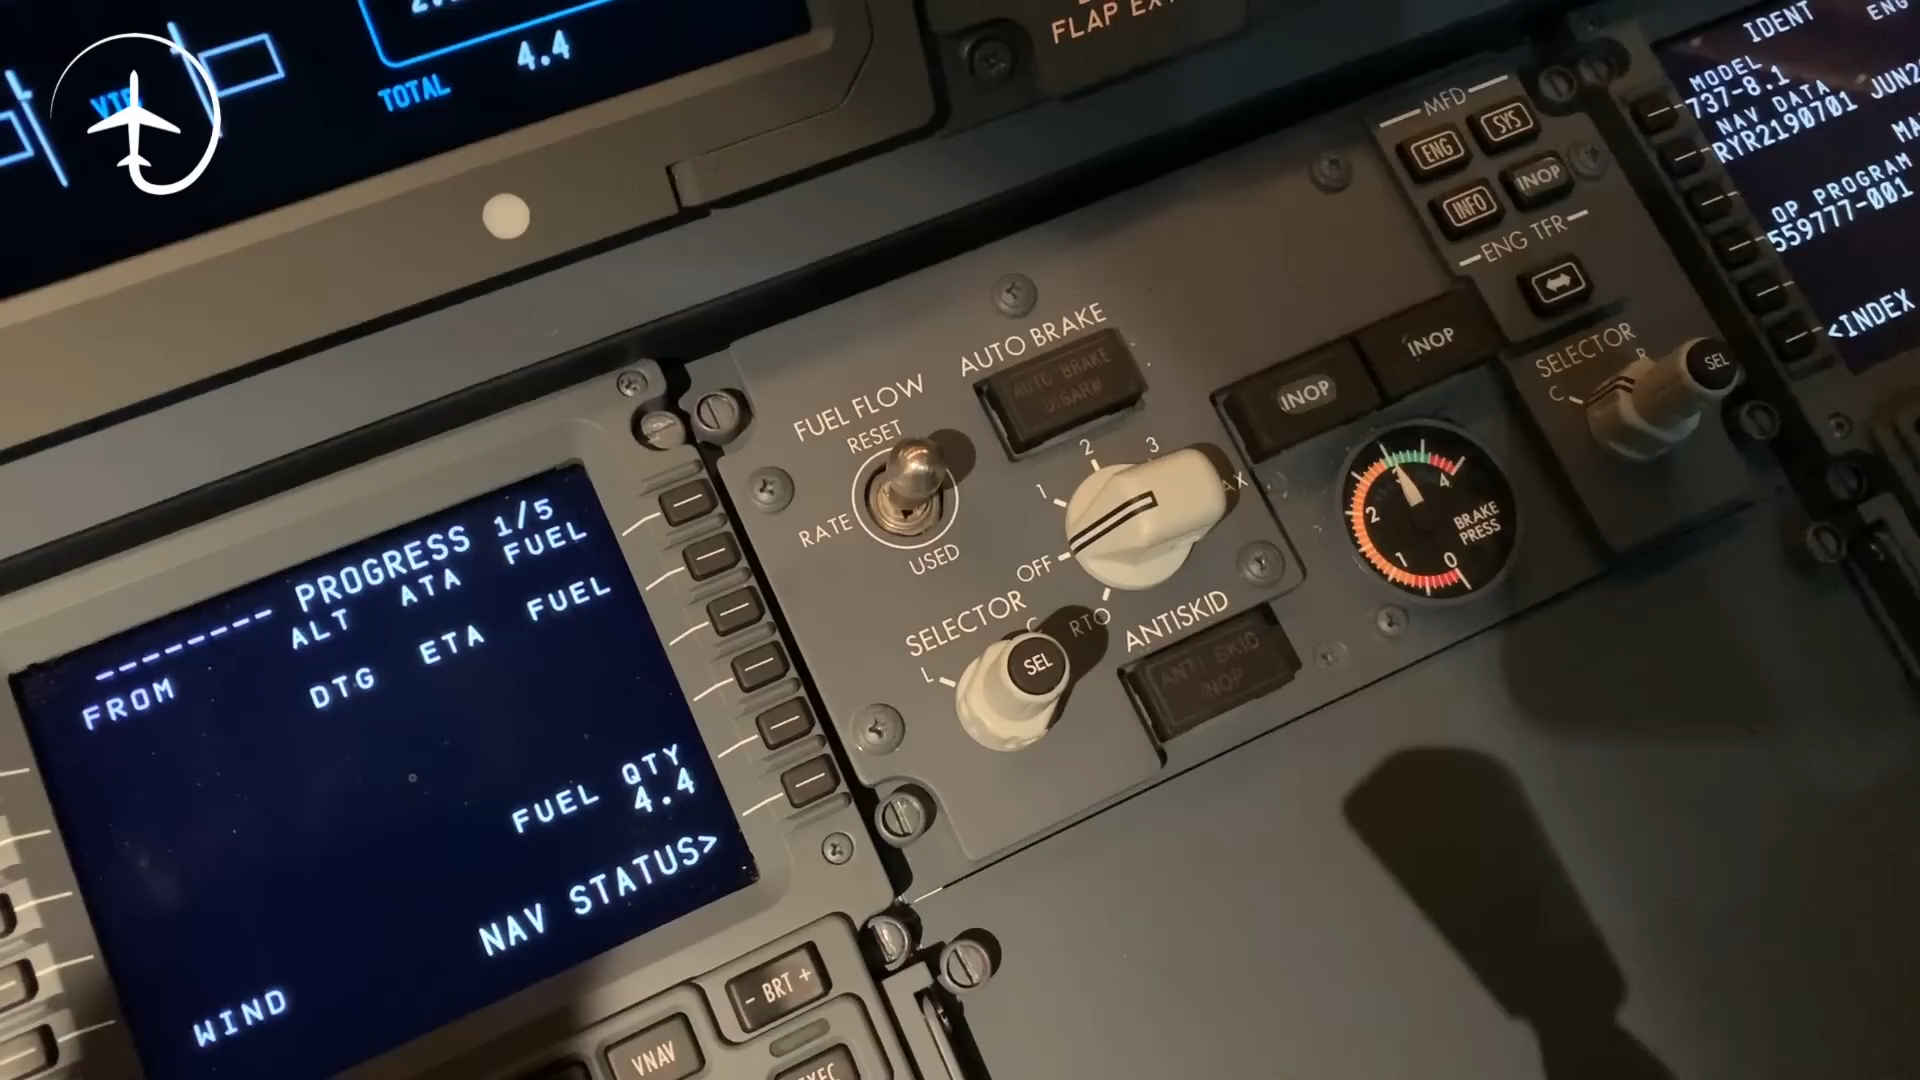 TOTAL
4.4
FLAP EXT
IDENT
ENG
MODEL
737-8.1
NAV DATA
RYR2190701 JUN2
OP PROGRAM
559777-001
<INDEX
MFD
ENG
SYS
INFO
INOP
ENG TFR
SELECTOR
C
R
SEL
AUTO BRAKE
AUTO BRAKE
DISARM
FUEL FLOW
RESET
RATE
USED
1
2
3
OFF
RTO
INOP
INOP
4
3
2
1
0
BRAKE
PRESS
SELECTOR
L
C
SEL
ANTISKID
ANTI SKID
INOP
PROGRESS 1/5
ALT ATA FUEL
FROM
DTG ETA FUEL
FUEL QTY
4.4
NAV STATUS>
WIND
- BRT +
VNAV
EXEC